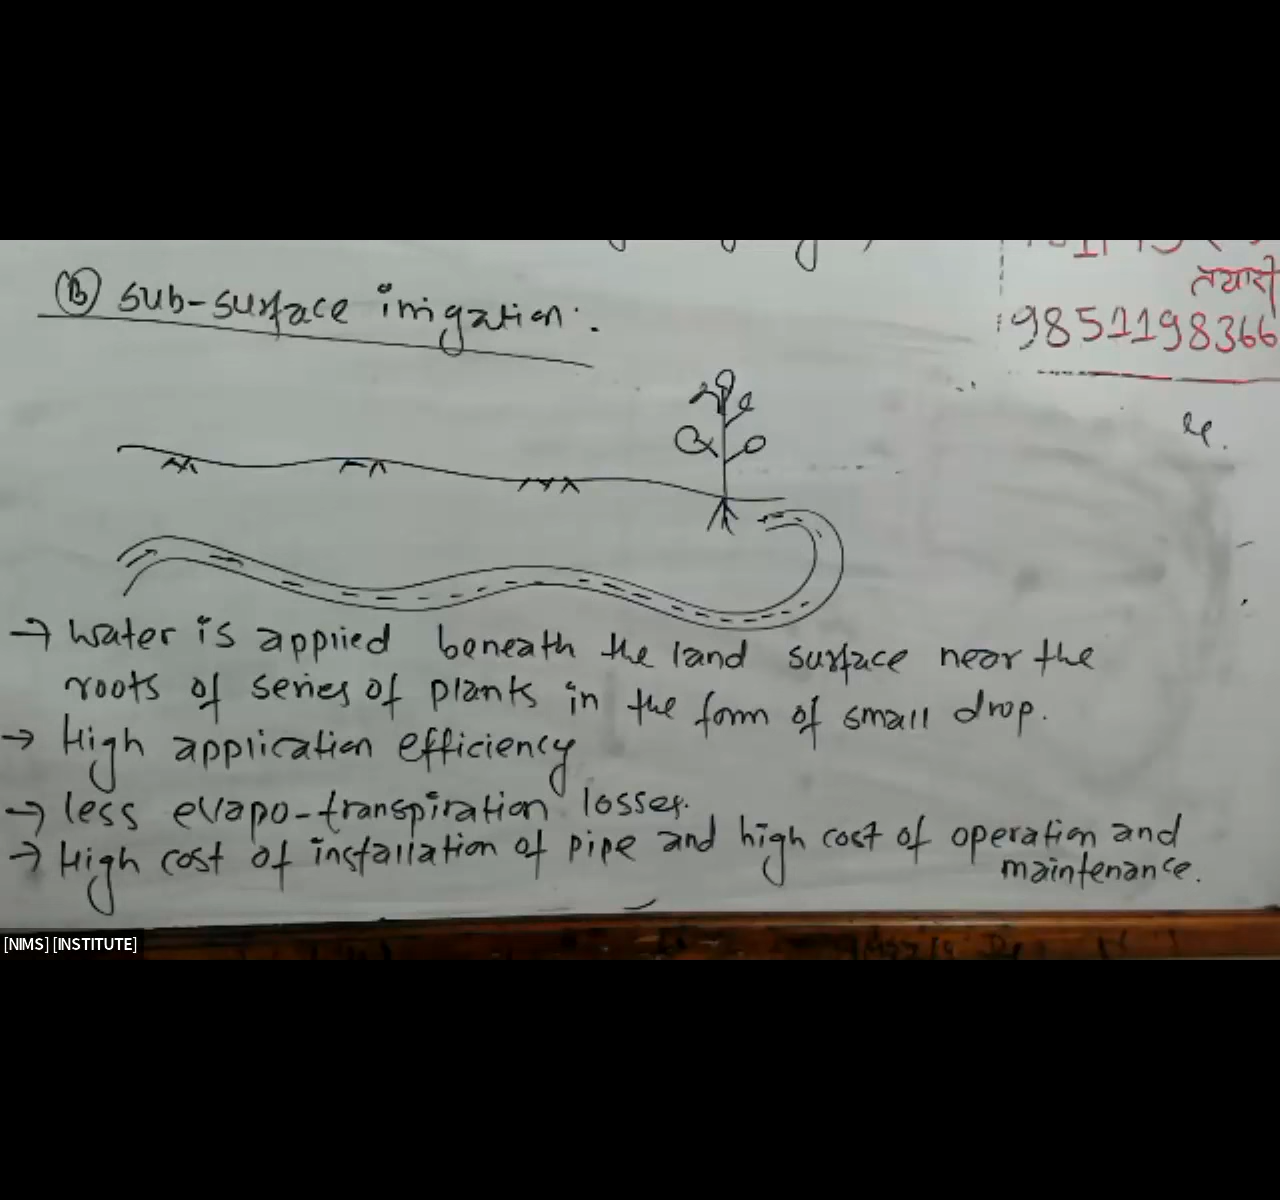 तयारी
9851198366
(B) sub-surface irrigation:.
→ Water is applied beneath the land surface near the
roots of series of plants in the form of small drop.
→ High application efficiency
→ less evapo-transpiration losses.
→ High cost of installation of pipe and high cost of operation and
maintenance.
[NIMS] [INSTITUTE]